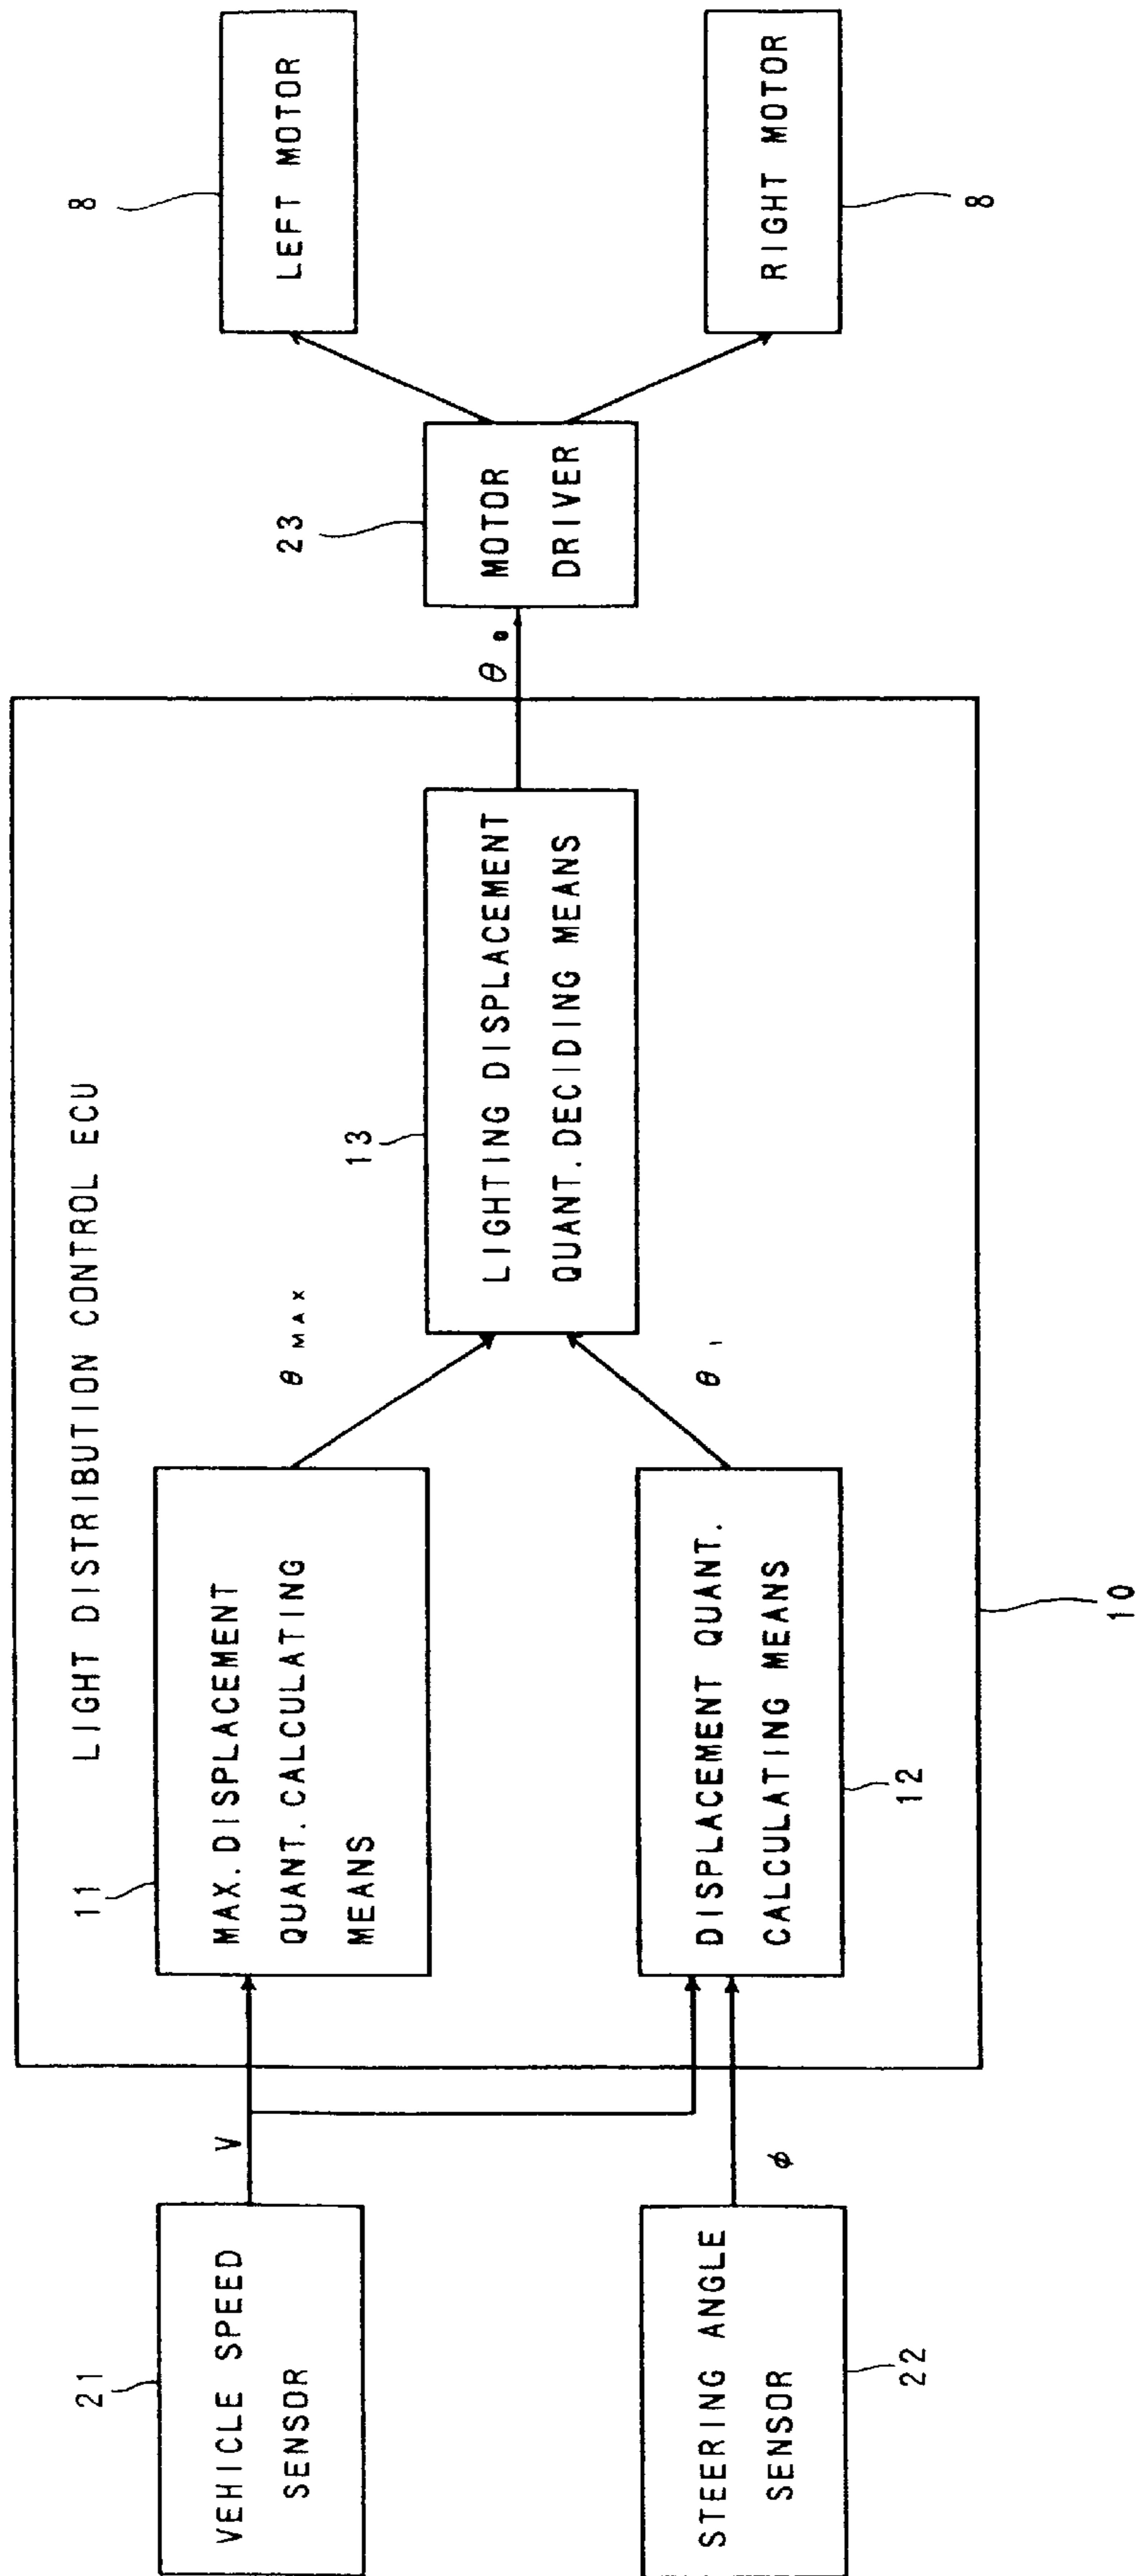 LIGHT DISTRIBUTION CONTROL ECU
21
VEHICLE SPEED
SENSOR
V
11
MAX.DISPLACEMENT
QUANT.CALCULATING
MEANS
θ MAX
22
STEERING ANGLE
SENSOR
φ
12
DISPLACEMENT QUANT.
CALCULATING MEANS
θ I
13
LIGHTING DISPLACEMENT
QUANT.DECIDING MEANS
10
θ
23
MOTOR
DRIVER
8
LEFT MOTOR
8
RIGHT MOTOR